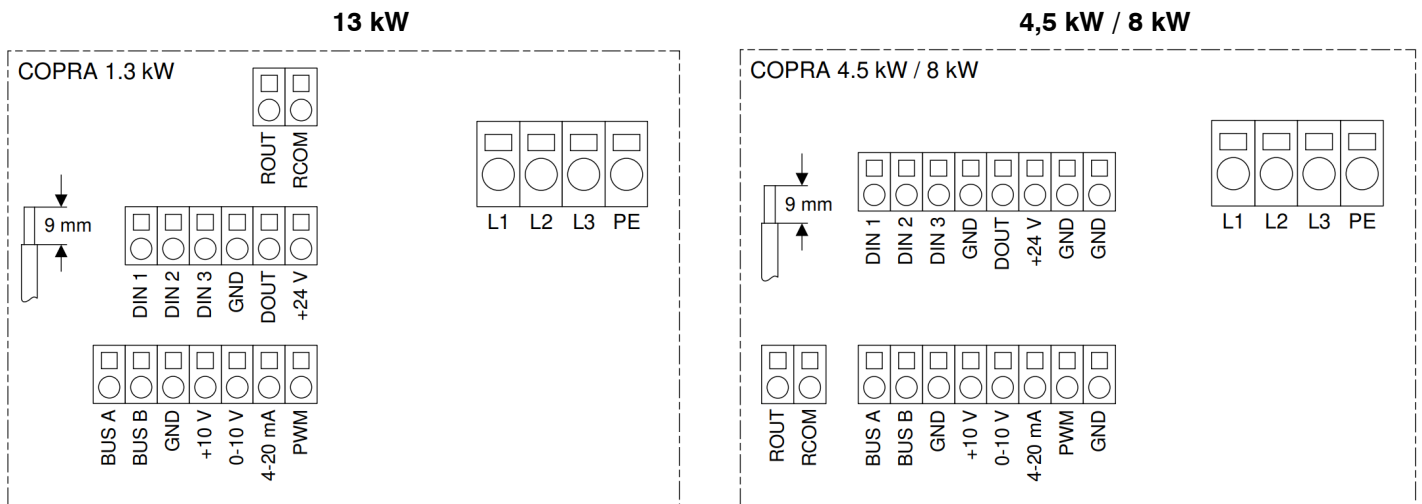 13 kW
COPRA 1.3 kW
ROUT
RCOM
L1 L2 L3 PE
9 mm
DIN 1
DIN 2
DIN 3
GND
DOUT
+24 V
BUS A
BUS B
GND
+10 V
0-10 V
4-20 mA
PWM
4,5 kW / 8 kW
COPRA 4.5 kW / 8 kW
L1 L2 L3 PE
9 mm
DIN 1
DIN 2
DIN 3
GND
DOUT
+24 V
GND
GND
ROUT
RCOM
BUS A
BUS B
GND
+10 V
0-10 V
4-20 mA
PWM
GND